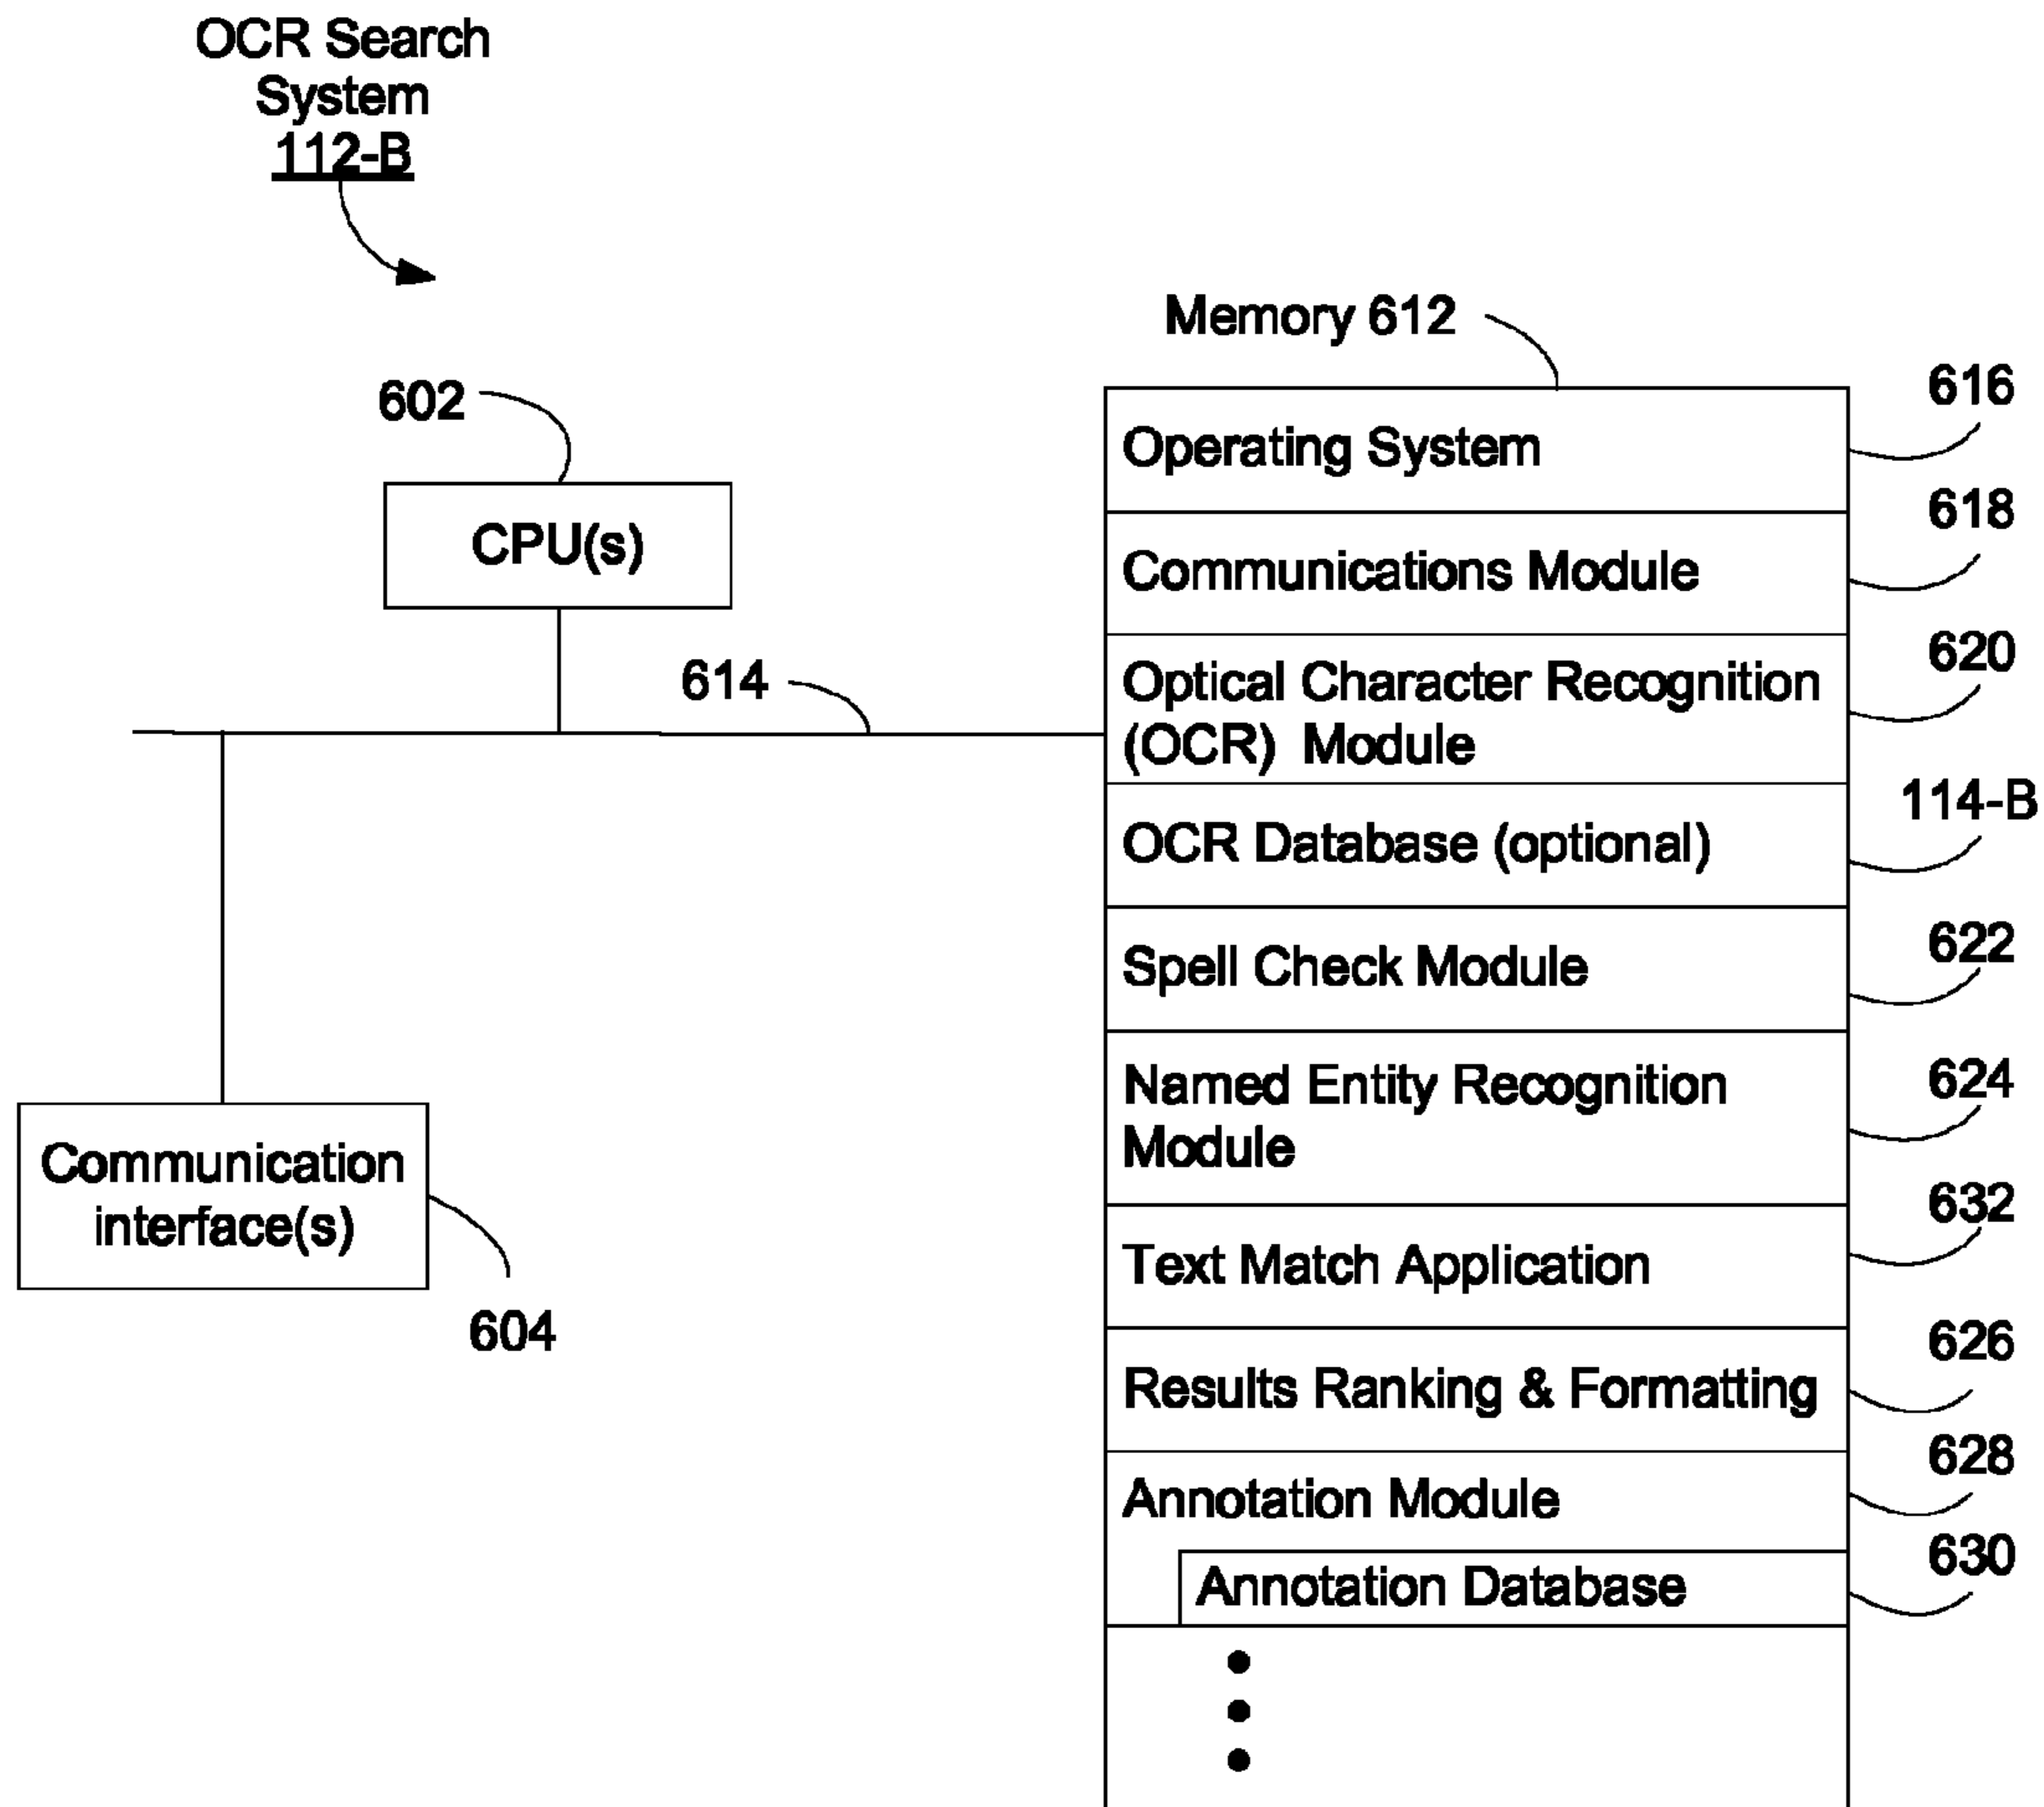 OCR Search
System
112-B
Memory 612
602
616
Operating System
CPU(s)
618
Communications Module
614
620
Optical Character Recognition
(OCR) Module
114-B
OCR Database (optional)
622
Spell Check Module
624
Named Entity Recognition
Module
Communication
interface(s)
604
632
Text Match Application
626
Results Ranking & Formatting
628
Annotation Module
630
Annotation Database